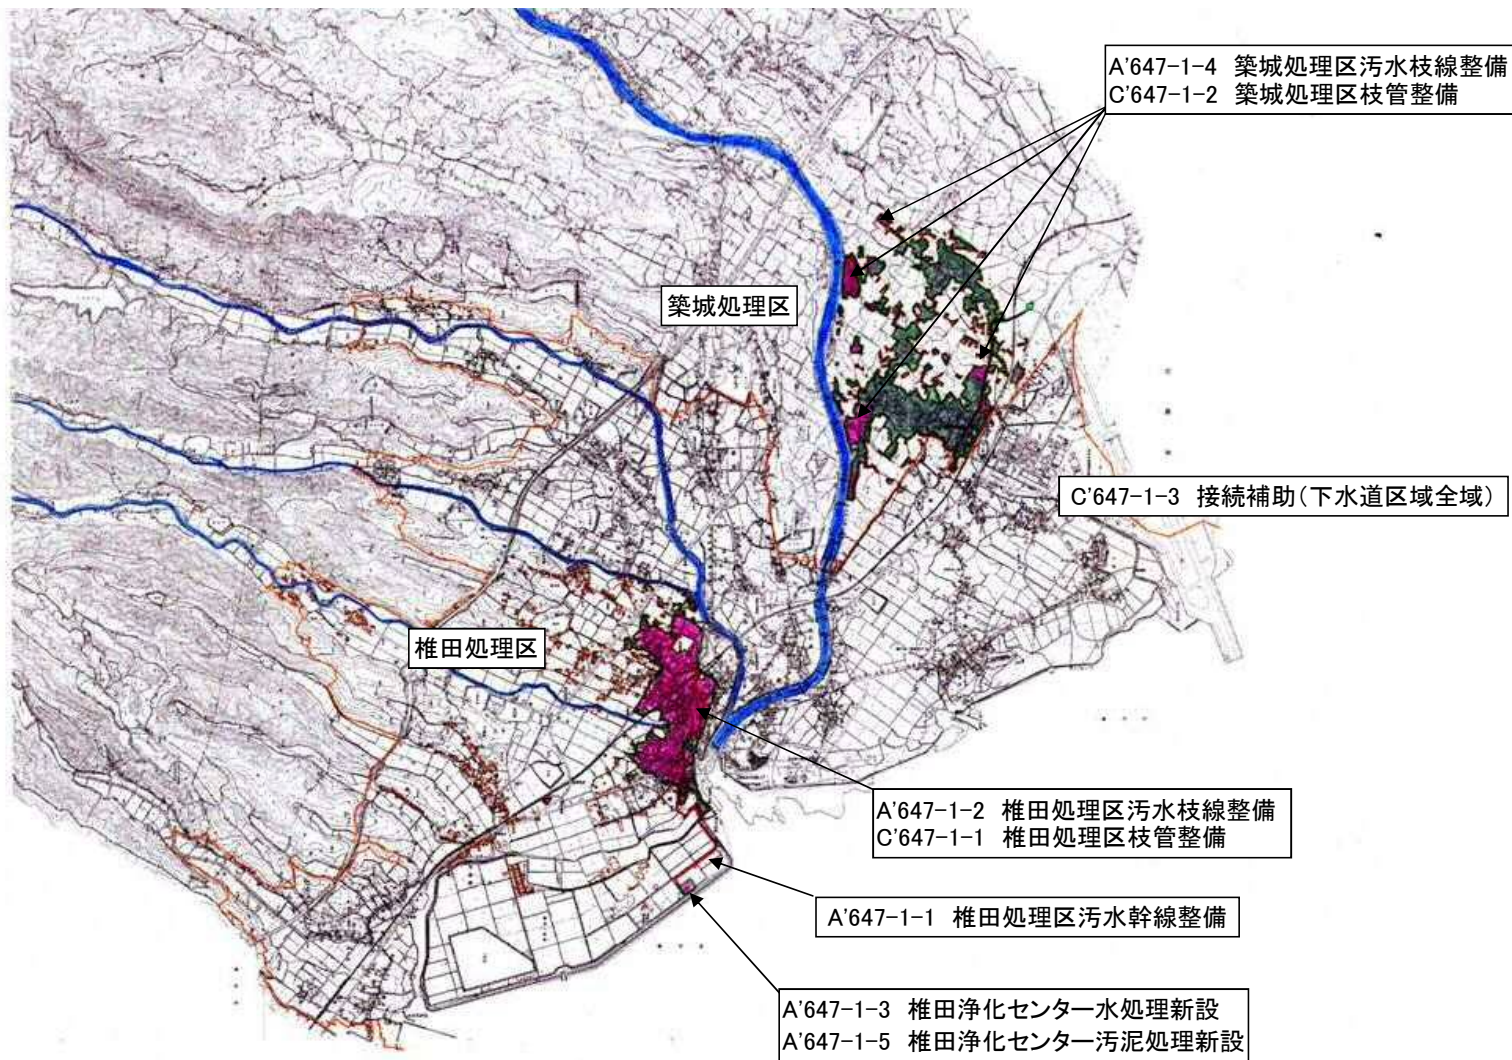 A'647-1-4 築城処理区汚水枝線整備
C'647-1-2 築城処理区枝管整備
築城処理区
C'647-1-3 接続補助(下水道区域全域)
椎田処理区
A'647-1-2 椎田処理区汚水枝線整備
C'647-1-1 椎田処理区枝管整備
A'647-1-1 椎田処理区汚水幹線整備
A'647-1-3 椎田浄化センター水処理新設
A'647-1-5 椎田浄化センター汚泥処理新設